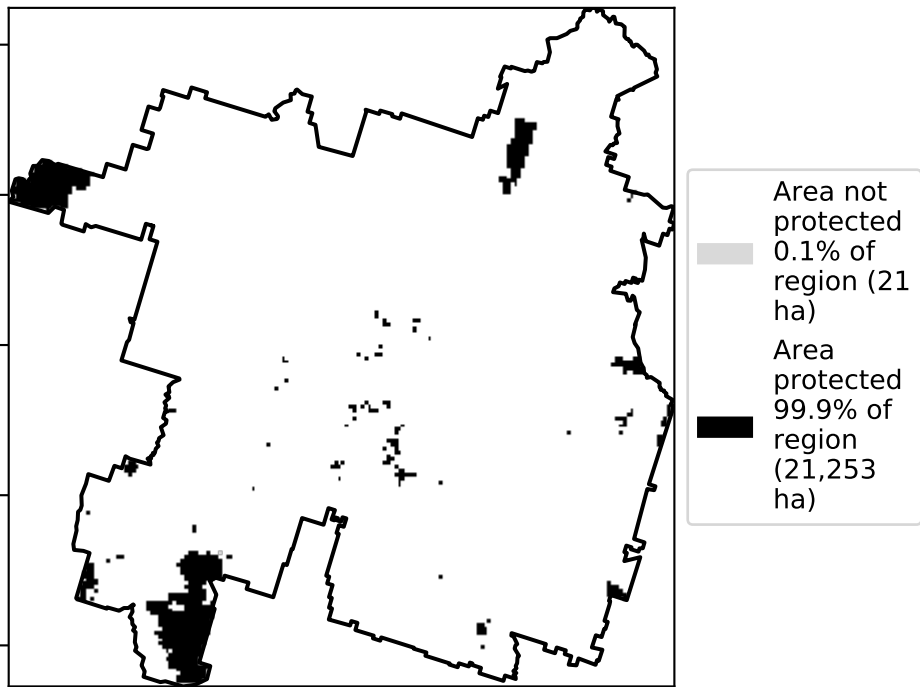 Area not
protected
0.1% of
region (21
ha)
Area
protected
99.9% of
region
(21,253
ha)